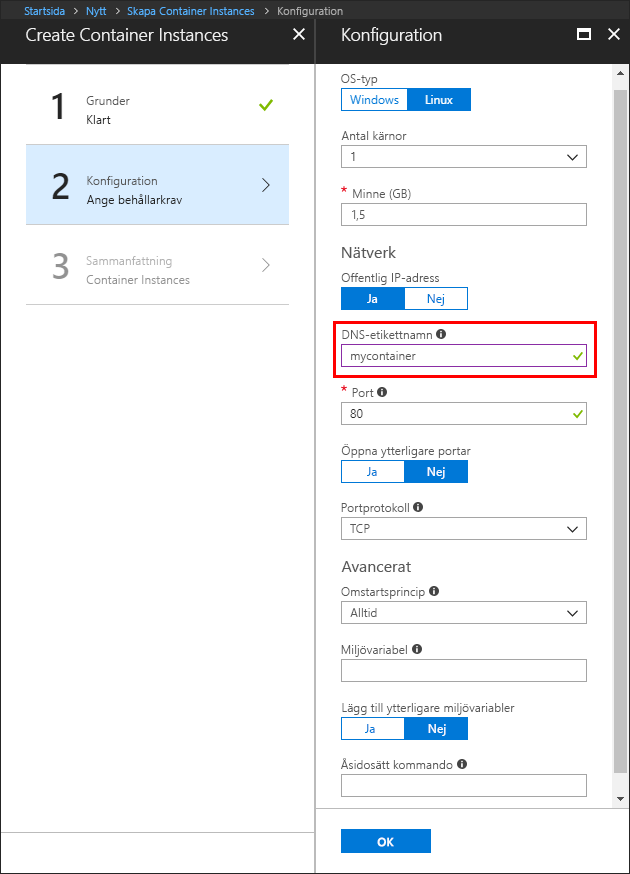 Startsida > Nytt > Skapa Container Instances > Konfiguration
Create Container Instances
1
Grunder
Klart
2
Konfiguration
Ange behållarkrav
3
Sammanfattning
Container Instances
Konfiguration
OS-typ
Windows Linux
Antal kärnor
1
* Minne (GB)
1,5
Nätverk
Offentlig IP-adress
Ja Nej
DNS-etikettnamn
mycontainer
* Port
80
Öppna ytterligare portar
Ja Nej
Portprotokoll
TCP
Avancerat
Omstartsprincip
Alltid
Miljövariabel
Lägg till ytterligare miljövariabler
Ja Nej
Åsidosätt kommando
OK